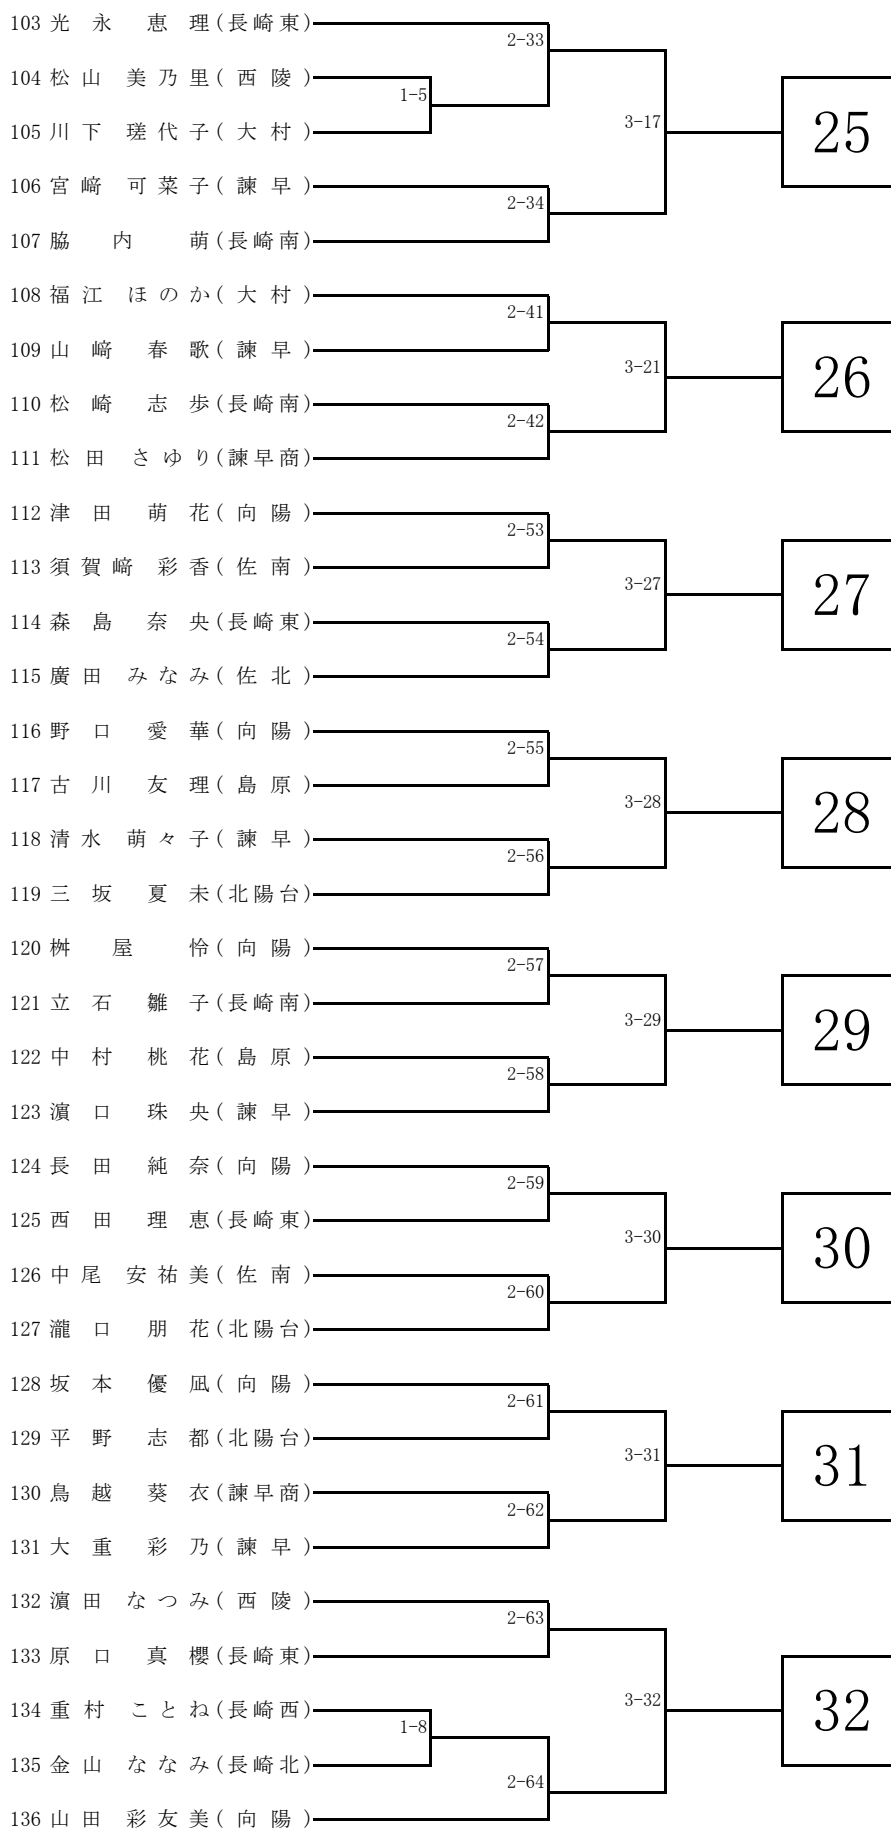 103 光永 恵理(長崎東)
2-33
104 松山 美乃里(西陵)
1-5
25
3-17
105 川下 瑳代子(大村)
106 宮﨑 可菜子(諫早)
2-34
107 脇内 萌(長崎南)
108 福江 ほのか(大村)
2-41
109 山﨑 春歌(諫早)
3-21
26
110 松崎 志歩(長崎南)
2-42
111 松田 さゆり(諫早商)
112 津田 萌花(向陽)
2-53
113 須賀﨑 彩香(佐南)
3-27
27
114 森島 奈央(長崎東)
2-54
115 廣田 みなみ(佐北)
116 野口 愛華(向陽)
2-55
117 古川 友理(島原)
3-28
28
118 清水 萌々子(諫早)
2-56
119 三坂 夏未(北陽台)
120 桝屋 怜(向陽)
2-57
121 立石 雛子(長崎南)
3-29
29
122 中村 桃花(島原)
2-58
123 濵口 珠央(諫早)
124 長田 純奈(向陽)
2-59
125 西田 理恵(長崎東)
3-30
30
126 中尾 安祐美(佐南)
2-60
127 瀧口 朋花(北陽台)
128 坂本 優凪(向陽)
2-61
129 平野 志都(北陽台)
3-31
31
130 鳥越 葵衣(諫早商)
2-62
131 大重 彩乃(諫早)
132 濵田 なつみ(西陵)
2-63
133 原口 真櫻(長崎東)
3-32
32
134 重村 ことね(長崎西)
1-8
135 金山 ななみ(長崎北)
2-64
136 山田 彩友美(向陽)